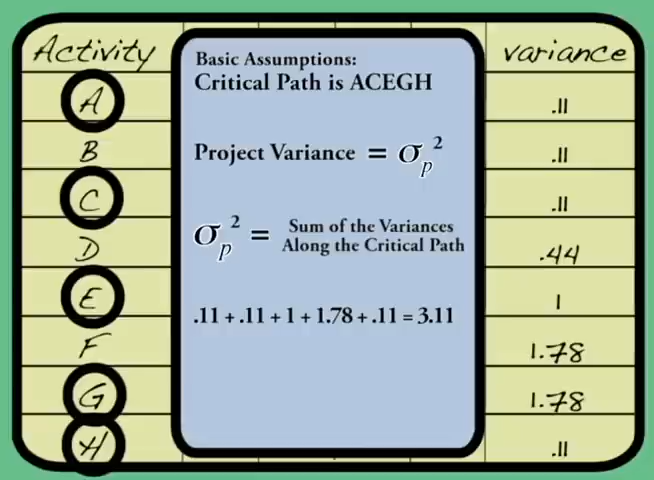 Activity
variance
A
.11
B
.11
C
.11
D
.44
E
1
F
1.78
G
1.78
H
.11
Basic Assumptions:
Critical Path is ACEGH
Project Variance = σp²
σp² = Sum of the Variances
Along the Critical Path
.11 + .11 + 1 + 1.78 + .11 = 3.11